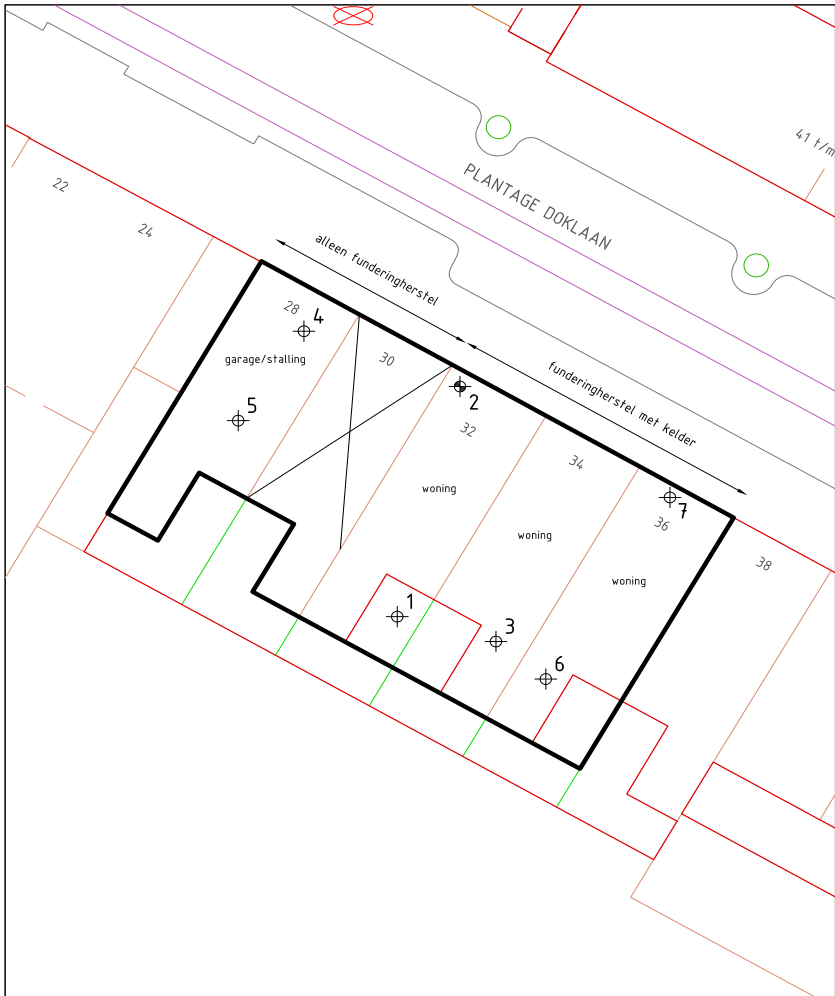 41 t/m
PLANTAGE DOKLAAN
22
24
alleen funderingherstel
28
4
garage/stalling
30
funderingherstel met kelder
2
5
32
34
woning
7
36
woning
38
woning
1
3
6